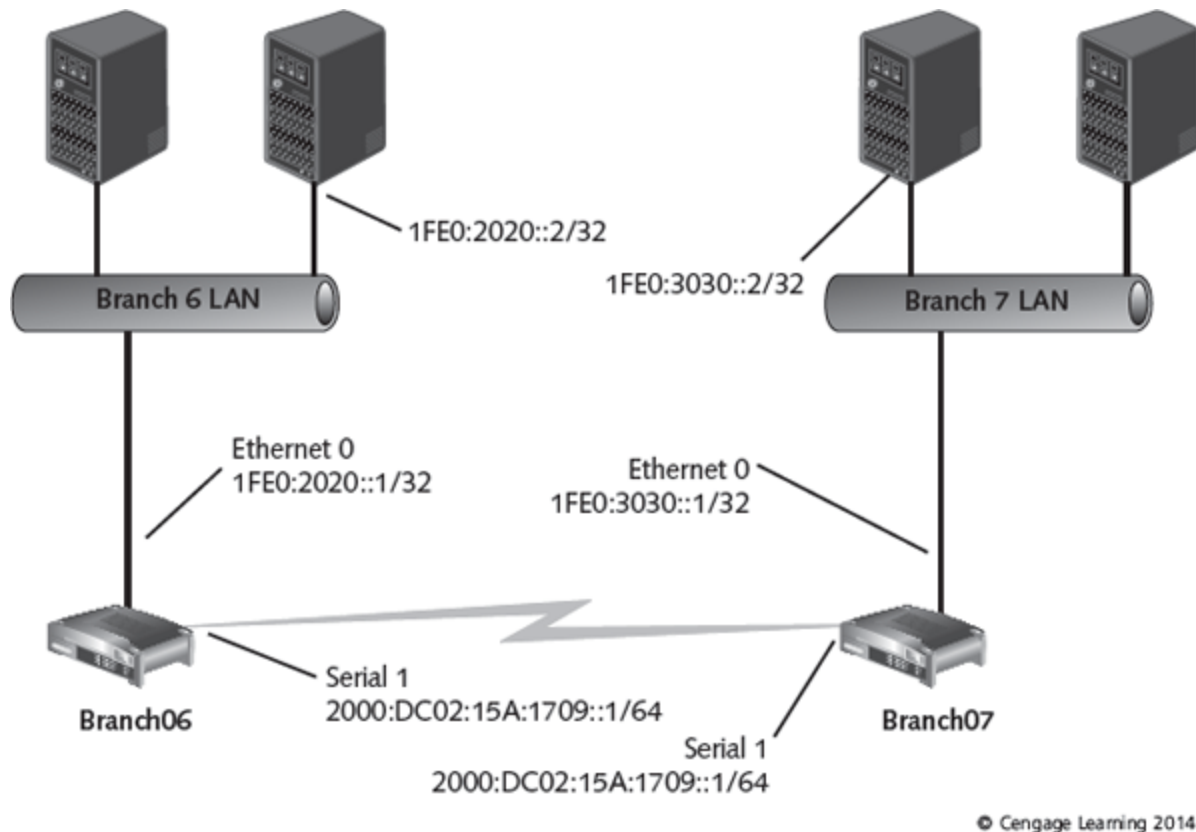 1FE0:2020::2/32
1FE0:3030::2/32
Branch 6 LAN
Branch 7 LAN
Ethernet 0
1FE0:2020::1/32
Ethernet 0
1FE0:3030::1/32
Serial 1
2000:DC02:15A:1709::1/64
Branch06
Branch07
Serial 1
2000:DC02:15A:1709::1/64
© Cengage Learning 2014